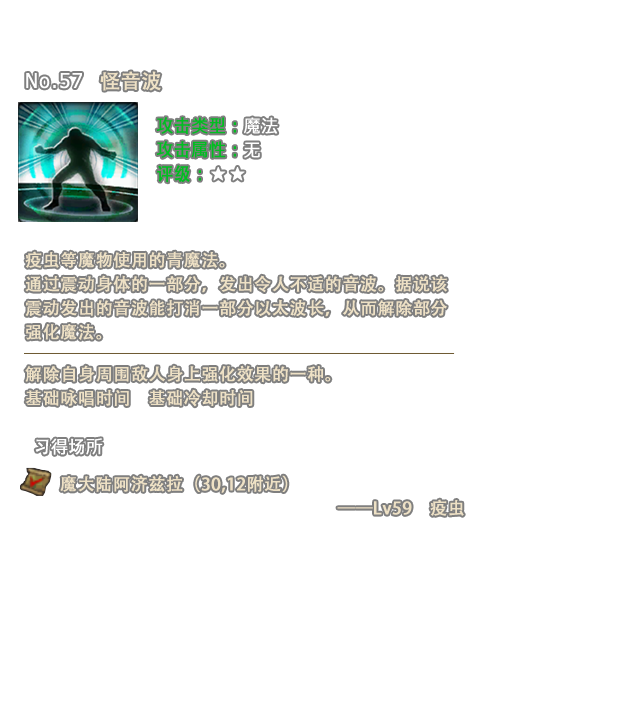 No.57 怪音波
攻击类型：魔法
攻击属性：无
评级：★★
疫虫等魔物使用的青魔法。
通过震动身体的一部分，发出令人不适的音波。据说该
震动发出的音波能打消一部分以太波长，从而解除部分
强化魔法。
解除自身周围敌人身上强化效果的一种。
基础咏唱时间 基础冷却时间
习得场所
魔大陆阿济兹拉（30,12附近）
——Lv59 疫虫